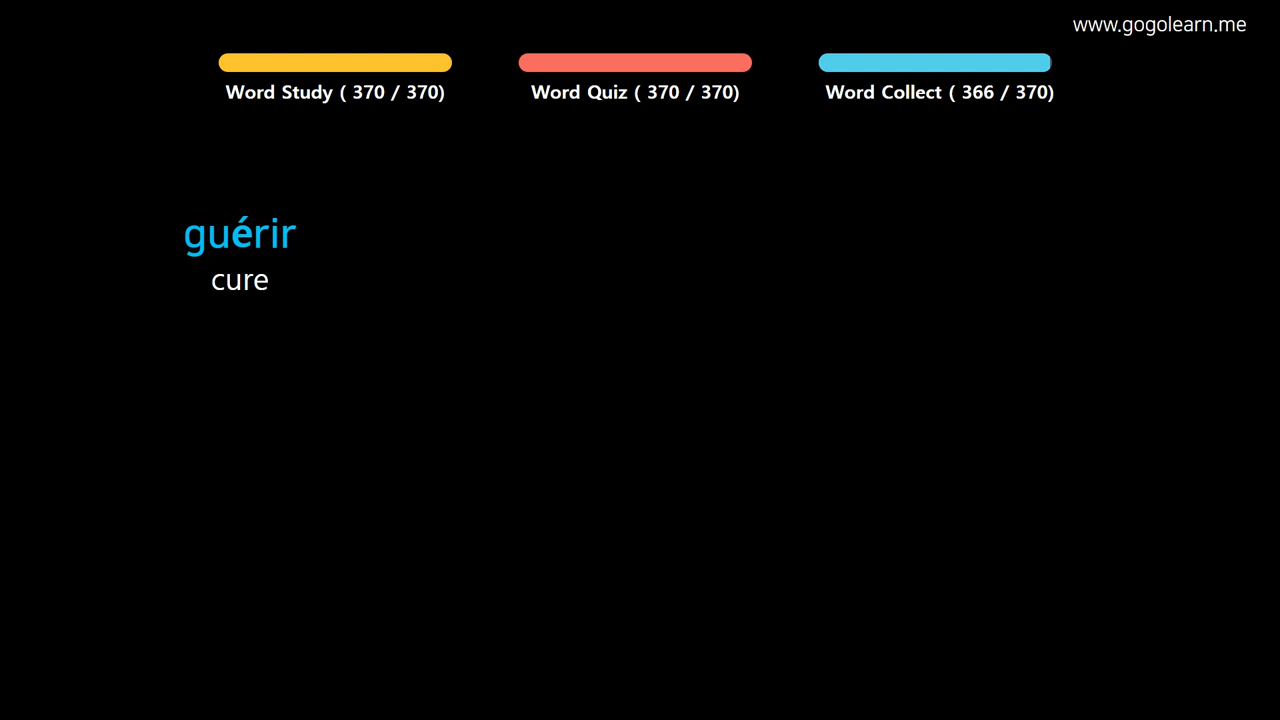 www.gogolearn.me
Word Study ( 370 / 370)
Word Quiz ( 370 / 370)
Word Collect ( 366 / 370)
guérir
cure